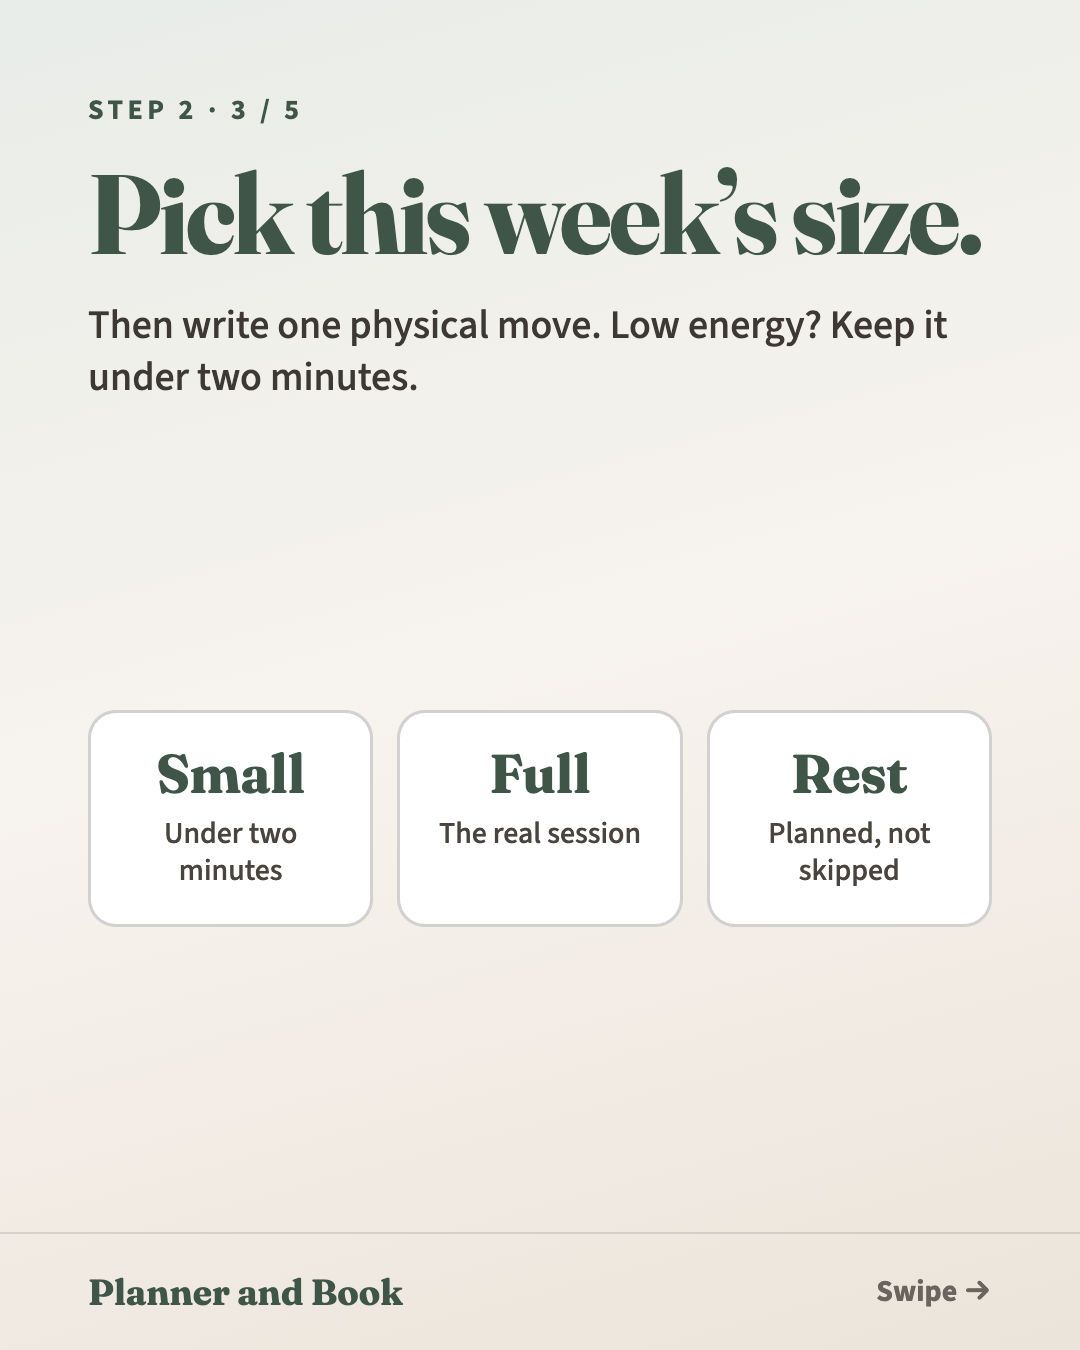 STEP 2 · 3 / 5
Pick this week’s size.
Then write one physical move. Low energy? Keep it
under two minutes.
Small
Under two
minutes
Full
The real session
Rest
Planned, not
skipped
Planner and Book
Swipe →